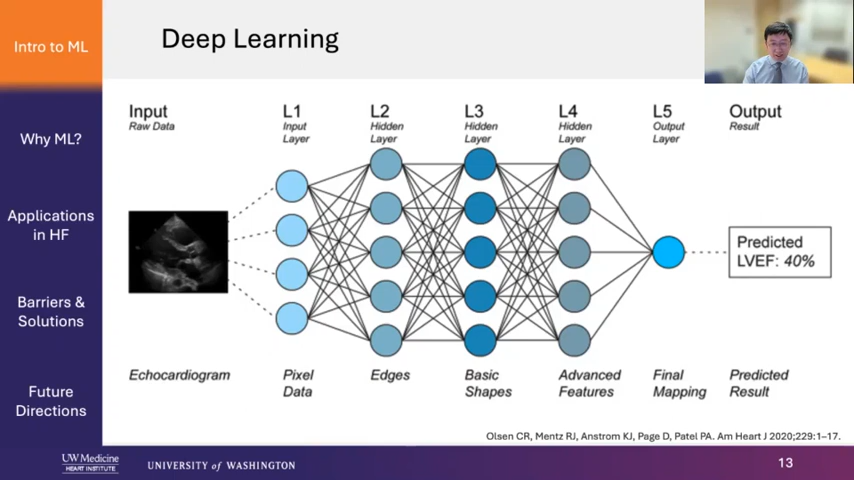 Intro to ML
Why ML?
Applications
in HF
Barriers &
Solutions
Future
Directions
Deep Learning
Input
Raw Data
L1
Input
Layer
L2
Hidden
Layer
L3
Hidden
Layer
L4
Hidden
Layer
L5
Output
Layer
Output
Result
Predicted
LVEF: 40%
Echocardiogram
Pixel
Data
Edges
Basic
Shapes
Advanced
Features
Final
Mapping
Predicted
Result
Olsen CR, Mentz RJ, Anstrom KJ, Page D, Patel PA. Am Heart J 2020;229:1–17.
UW Medicine
HEART INSTITUTE
UNIVERSITY of WASHINGTON
13